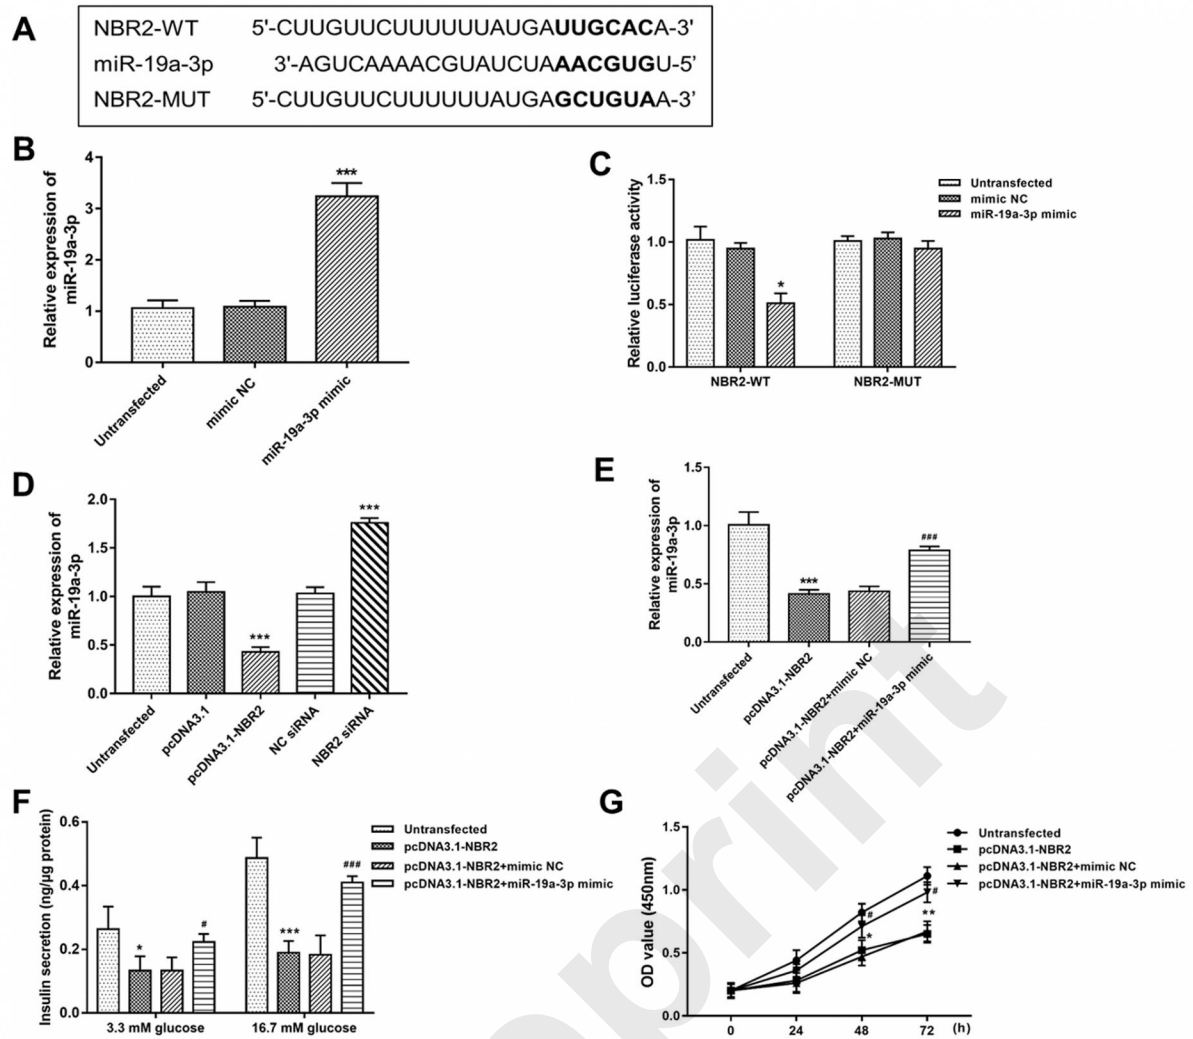 A
NBR2-WT 5'-CUUGUUCUUUUUUAUGAUUGCACA-3'
miR-19a-3p 3'-AGUCAAAACGUAUCUAAACGUGU-5'
NBR2-MUT 5'-CUUGUUCUUUUUUAUGAGCUGUAA-3'
B
Relative expression of
miR-19a-3p
4
3
2
1
0
***
Untransfected
mimic NC
miR-19a-3p mimic
C
Relative luciferase activity
1.5
1.0
0.5
0.0
*
NBR2-WT
NBR2-MUT
Untransfected
mimic NC
miR-19a-3p mimic
D
Relative expression of
miR-19a-3p
2.0
1.5
1.0
0.5
0.0
***
***
Untransfected
pcDNA3.1
pcDNA3.1-NBR2
NC siRNA
NBR2 siRNA
E
Relative expression of
miR-19a-3p
1.5
1.0
0.5
0.0
***
###
Untransfected
pcDNA3.1-NBR2
pcDNA3.1-NBR2+mimic NC
pcDNA3.1-NBR2+miR-19a-3p mimic
F
Insulin secretion (ng/μg protein)
0.6
0.4
0.2
0.0
*
#
***
###
3.3 mM glucose
16.7 mM glucose
Untransfected
pcDNA3.1-NBR2
pcDNA3.1-NBR2+mimic NC
pcDNA3.1-NBR2+miR-19a-3p mimic
G
OD value (450nm)
1.5
1.0
0.5
0.0
#
*
#
**
0 24 48 72 (h)
Untransfected
pcDNA3.1-NBR2
pcDNA3.1-NBR2+mimic NC
pcDNA3.1-NBR2+miR-19a-3p mimic
print